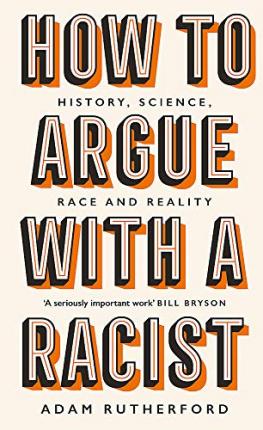 HOW TO
HISTORY, SCIENCE,
ARGUE
RACE AND REALITY
WITH A
'A seriously important work' BILL BRYSON
RACIST
ADAM RUTHERFORD